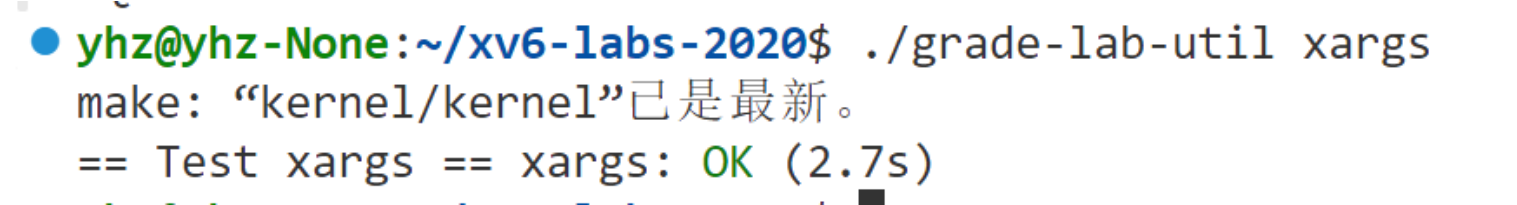 yhz@yhz-None:~/xv6-labs-2020$ ./grade-lab-util xargs
make: “kernel/kernel”已是最新。
== Test xargs == xargs: OK (2.7s)